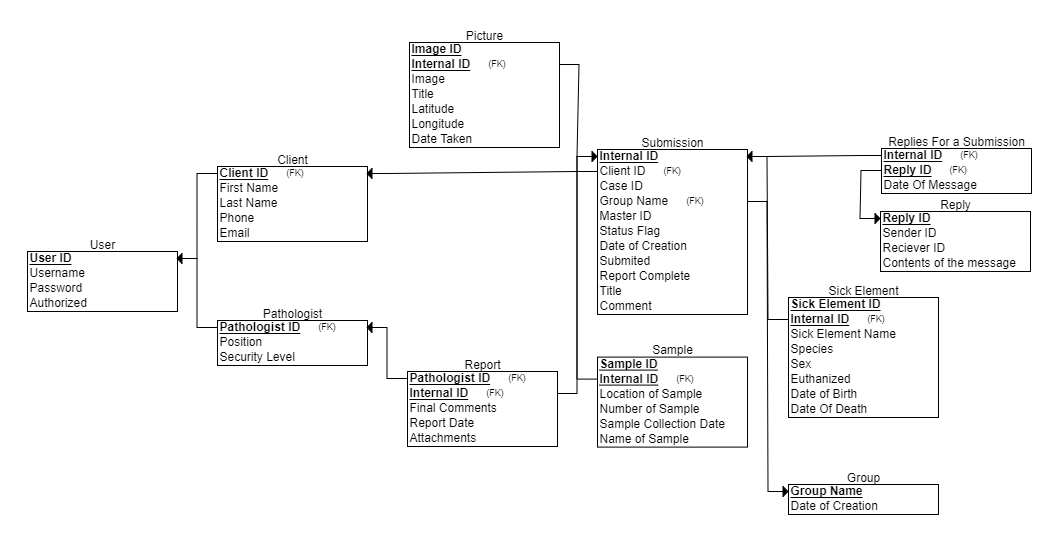 Picture
Image ID
Internal ID (FK)
Image
Title
Latitude
Longitude
Date Taken
Client
Client ID (FK)
First Name
Last Name
Phone
Email
User
User ID
Username
Password
Authorized
Pathologist
Pathologist ID (FK)
Position
Security Level
Report
Pathologist ID (FK)
Internal ID (FK)
Final Comments
Report Date
Attachments
Submission
Internal ID
Client ID (FK)
Case ID
Group Name (FK)
Master ID
Status Flag
Date of Creation
Submited
Report Complete
Title
Comment
Sample
Sample ID
Internal ID (FK)
Location of Sample
Number of Sample
Sample Collection Date
Name of Sample
Replies For a Submission
Internal ID (FK)
Reply ID (FK)
Date Of Message
Reply
Reply ID
Sender ID
Reciever ID
Contents of the message
Sick Element
Sick Element ID
Internal ID (FK)
Sick Element Name
Species
Sex
Euthanized
Date of Birth
Date Of Death
Group
Group Name
Date of Creation